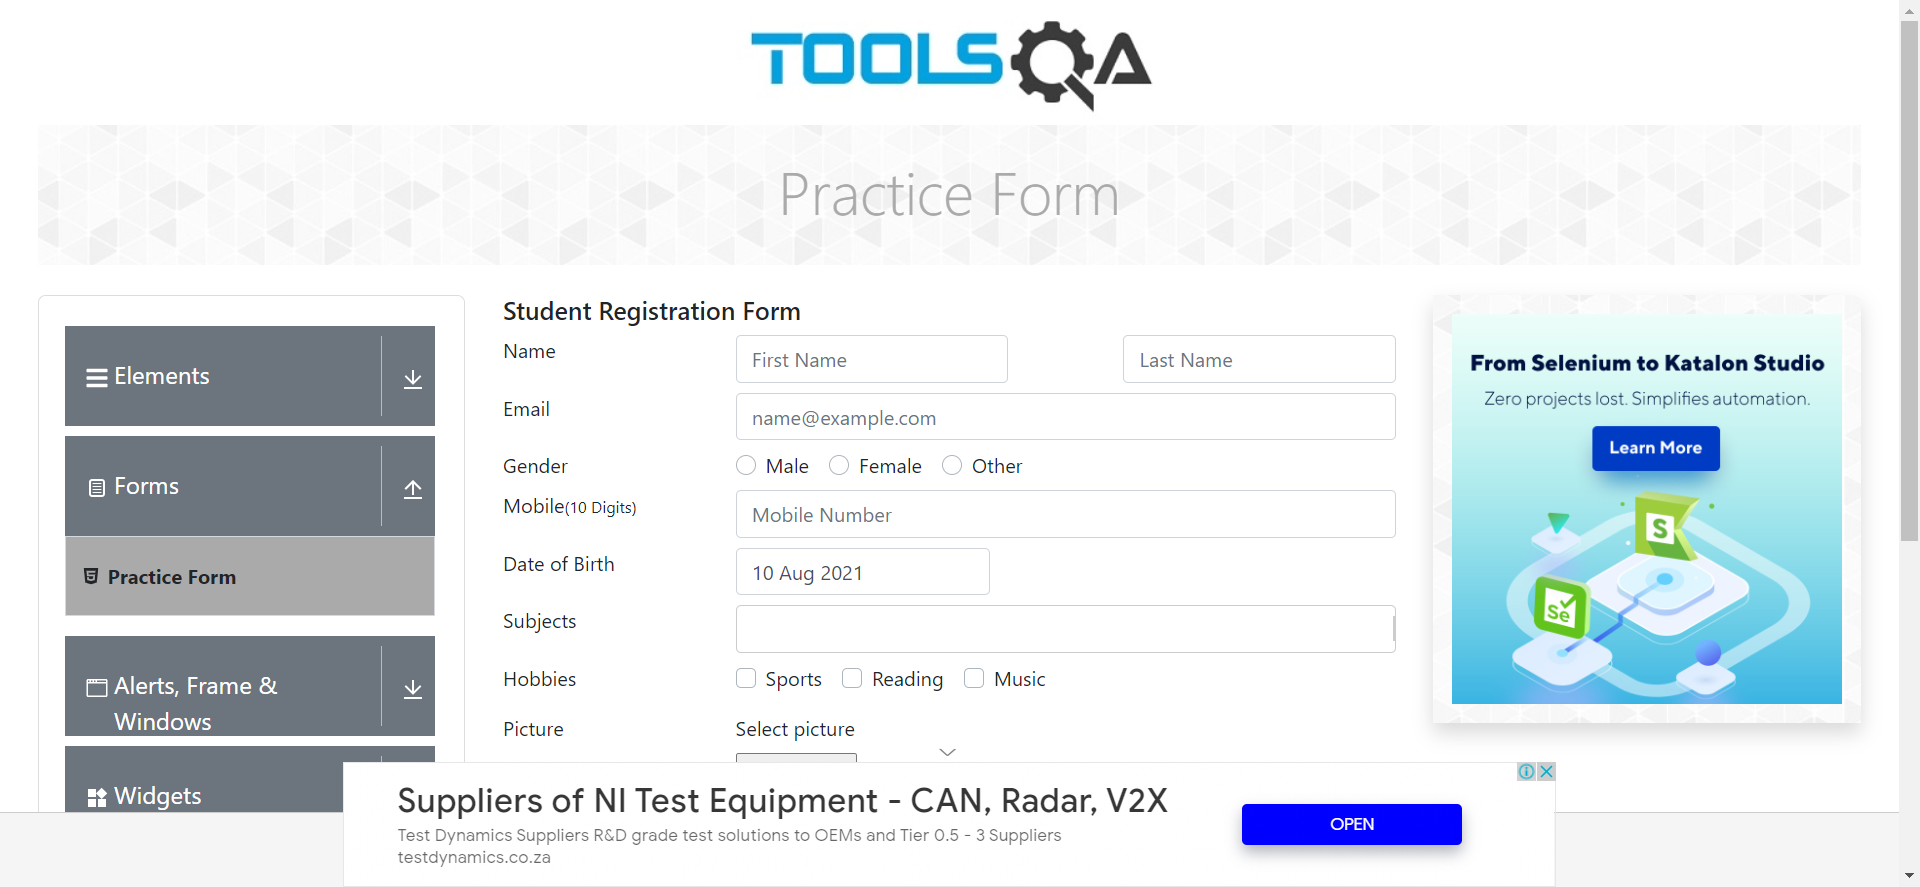 TOOLSQA
Practice Form
Elements
Forms
Practice Form
Alerts, Frame &
Windows
Widgets
Student Registration Form
Name
First Name
Last Name
Email
name@example.com
Gender
Male
Female
Other
Mobile(10 Digits)
Mobile Number
Date of Birth
10 Aug 2021
Subjects
Hobbies
Sports
Reading
Music
Picture
Select picture
From Selenium to Katalon Studio
Zero projects lost. Simplifies automation.
Learn More
S
Se
Suppliers of NI Test Equipment - CAN, Radar, V2X
Test Dynamics Suppliers R&D grade test solutions to OEMs and Tier 0.5 - 3 Suppliers
testdynamics.co.za
OPEN